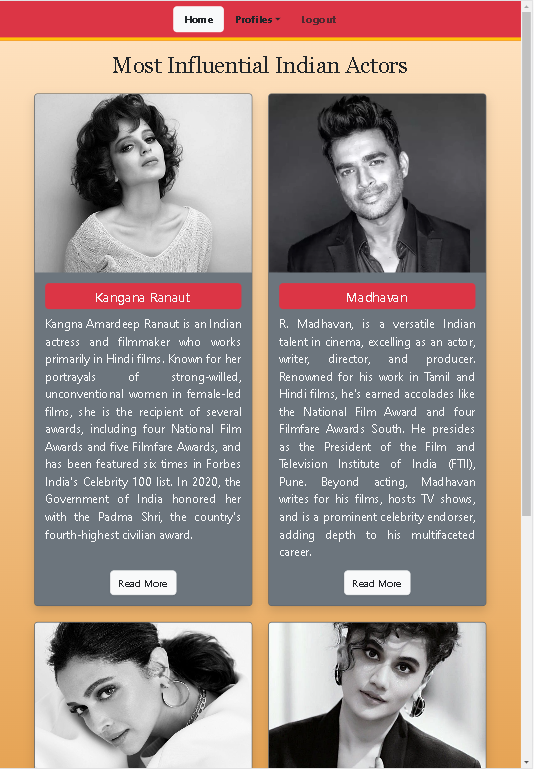 Home Profiles Logout
Most Influential Indian Actors
Kangana Ranaut
Kangna Amardeep Ranaut is an Indian
actress and filmmaker who works
primarily in Hindi films. Known for her
portrayals of strong-willed,
unconventional women in female-led
films, she is the recipient of several
awards, including four National Film
Awards and five Filmfare Awards, and
has been featured six times in Forbes
India's Celebrity 100 list. In 2020, the
Government of India honored her
with the Padma Shri, the country's
fourth-highest civilian award.
Read More
Madhavan
R. Madhavan, is a versatile Indian
talent in cinema, excelling as an actor,
writer, director, and producer.
Renowned for his work in Tamil and
Hindi films, he's earned accolades like
the National Film Award and four
Filmfare Awards South. He presides
as the President of the Film and
Television Institute of India (FTII),
Pune. Beyond acting, Madhavan
writes for his films, hosts TV shows,
and is a prominent celebrity endorser,
adding depth to his multifaceted
career.
Read More